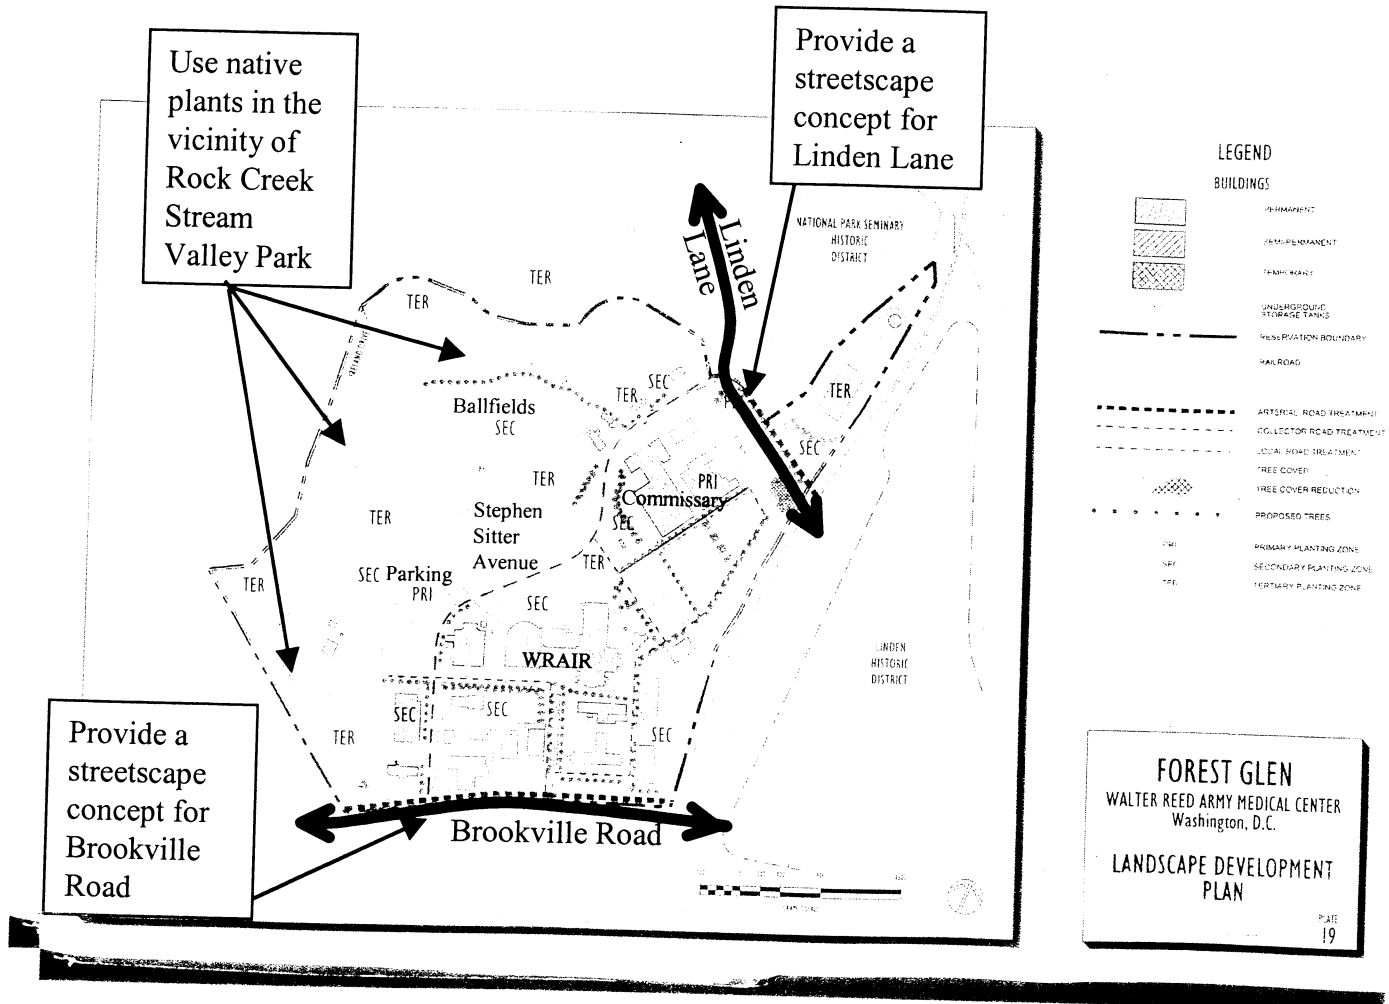 Use native
plants in the
vicinity of
Rock Creek
Stream
Valley Park
Provide a
streetscape
concept for
Linden Lane
LEGEND
BUILDINGS
PERMANENT
SEMIPERMANENT
TEMPORARY
UNDERGROUND
STORAGE TANKS
RESERVATION BOUNDARY
RAILROAD
ARTERIAL ROAD TREATMENT
COLLECTOR ROAD TREATMENT
LOCAL ROAD TREATMENT
TREE COVER
TREE COVER REDUCTION
PROPOSED TREES
PRI PRIMARY PLANTING ZONE
SEC SECONDARY PLANTING ZONE
TER TERTIARY PLANTING ZONE
NATIONAL PARK SEMINARY
HISTORIC
DISTRICT
Linden
Lane
TER
TER
TER
SEC
TER
Ballfields
SEC
SEC
TER
PRI
Commissary
SEC
TER
Stephen
Sitter
Avenue
TER
TER
SEC Parking
PRI
SEC
WRAIR
LINDEN
HISTORIC
DISTRICT
SEC
SEC
SEC
TER
Provide a
streetscape
concept for
Brookville
Road
Brookville Road
FOREST GLEN
WALTER REED ARMY MEDICAL CENTER
Washington, D.C.
LANDSCAPE DEVELOPMENT
PLAN
PLATE
19